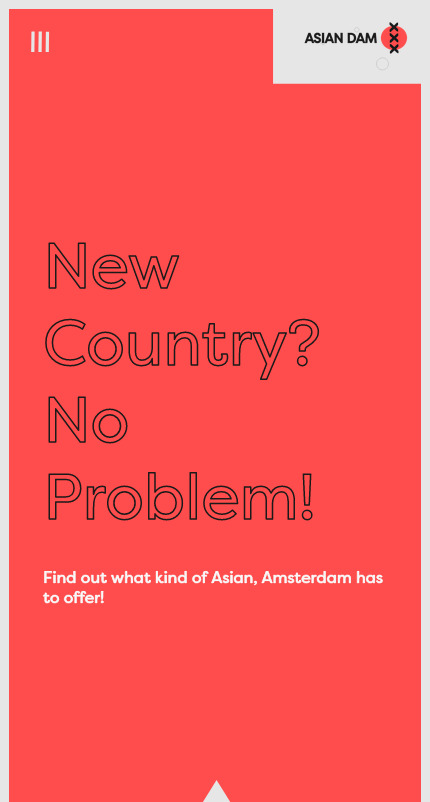 ASIAN DAM
New
Country?
No
Problem!
Find out what kind of Asian, Amsterdam has
to offer!